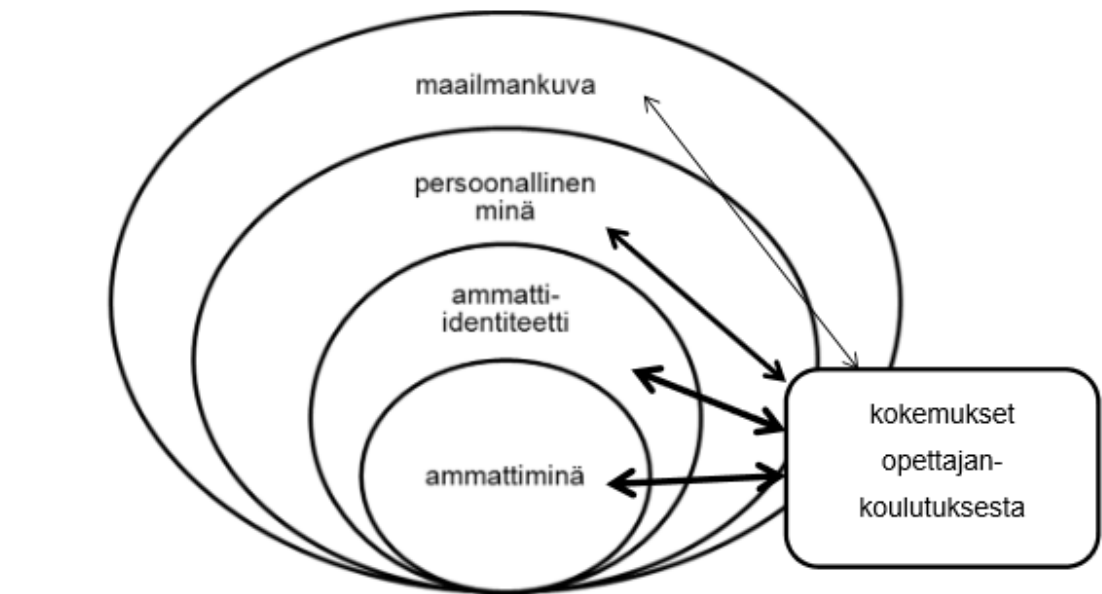 maailmankuva
persoonallinen
minä
ammatti-
identiteetti
ammattiminä
kokemukset
opettajan-
koulutuksesta